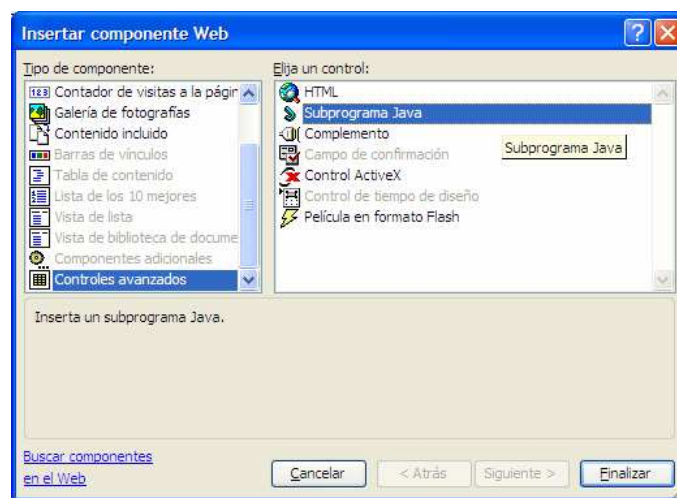 Insertar componente Web
Tipo de componente:
Contador de visitas a la págir
Galería de fotografías
Contenido incluido
Barras de vínculos
Tabla de contenido
Lista de los 10 mejores
Vista de lista
Vista de biblioteca de docume
Componentes adicionales
Controles avanzados
Elija un control:
HTML
Subprograma Java
Complemento
Campo de confirmación
Subprograma Java
Control ActiveX
Control de tiempo de diseño
Película en formato Flash
Inserta un subprograma Java.
Buscar componentes
en el Web
Cancelar
< Atrás
Siguiente >
Finalizar